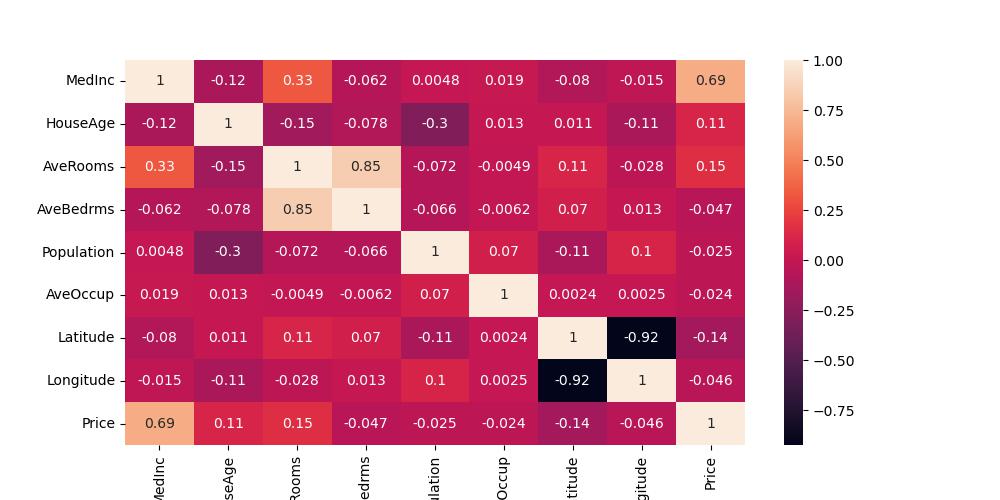 MedInc 1 -0.12 0.33 -0.062 0.0048 0.019 -0.08 -0.015 0.69
HouseAge -0.12 1 -0.15 -0.078 -0.3 0.013 0.011 -0.11 0.11
AveRooms 0.33 -0.15 1 0.85 -0.072 -0.0049 0.11 -0.028 0.15
AveBedrms -0.062 -0.078 0.85 1 -0.066 -0.0062 0.07 0.013 -0.047
Population 0.0048 -0.3 -0.072 -0.066 1 0.07 -0.11 0.1 -0.025
AveOccup 0.019 0.013 -0.0049 -0.0062 0.07 1 0.0024 0.0025 -0.024
Latitude -0.08 0.011 0.11 0.07 -0.11 0.0024 1 -0.92 -0.14
Longitude -0.015 -0.11 -0.028 0.013 0.1 0.0025 -0.92 1 -0.046
Price 0.69 0.11 0.15 -0.047 -0.025 -0.024 -0.14 -0.046 1
MedInc
seAge
Rooms
edrms
ulation
Occup
titude
gitude
Price
1.00
0.75
0.50
0.25
0.00
−0.25
−0.50
−0.75